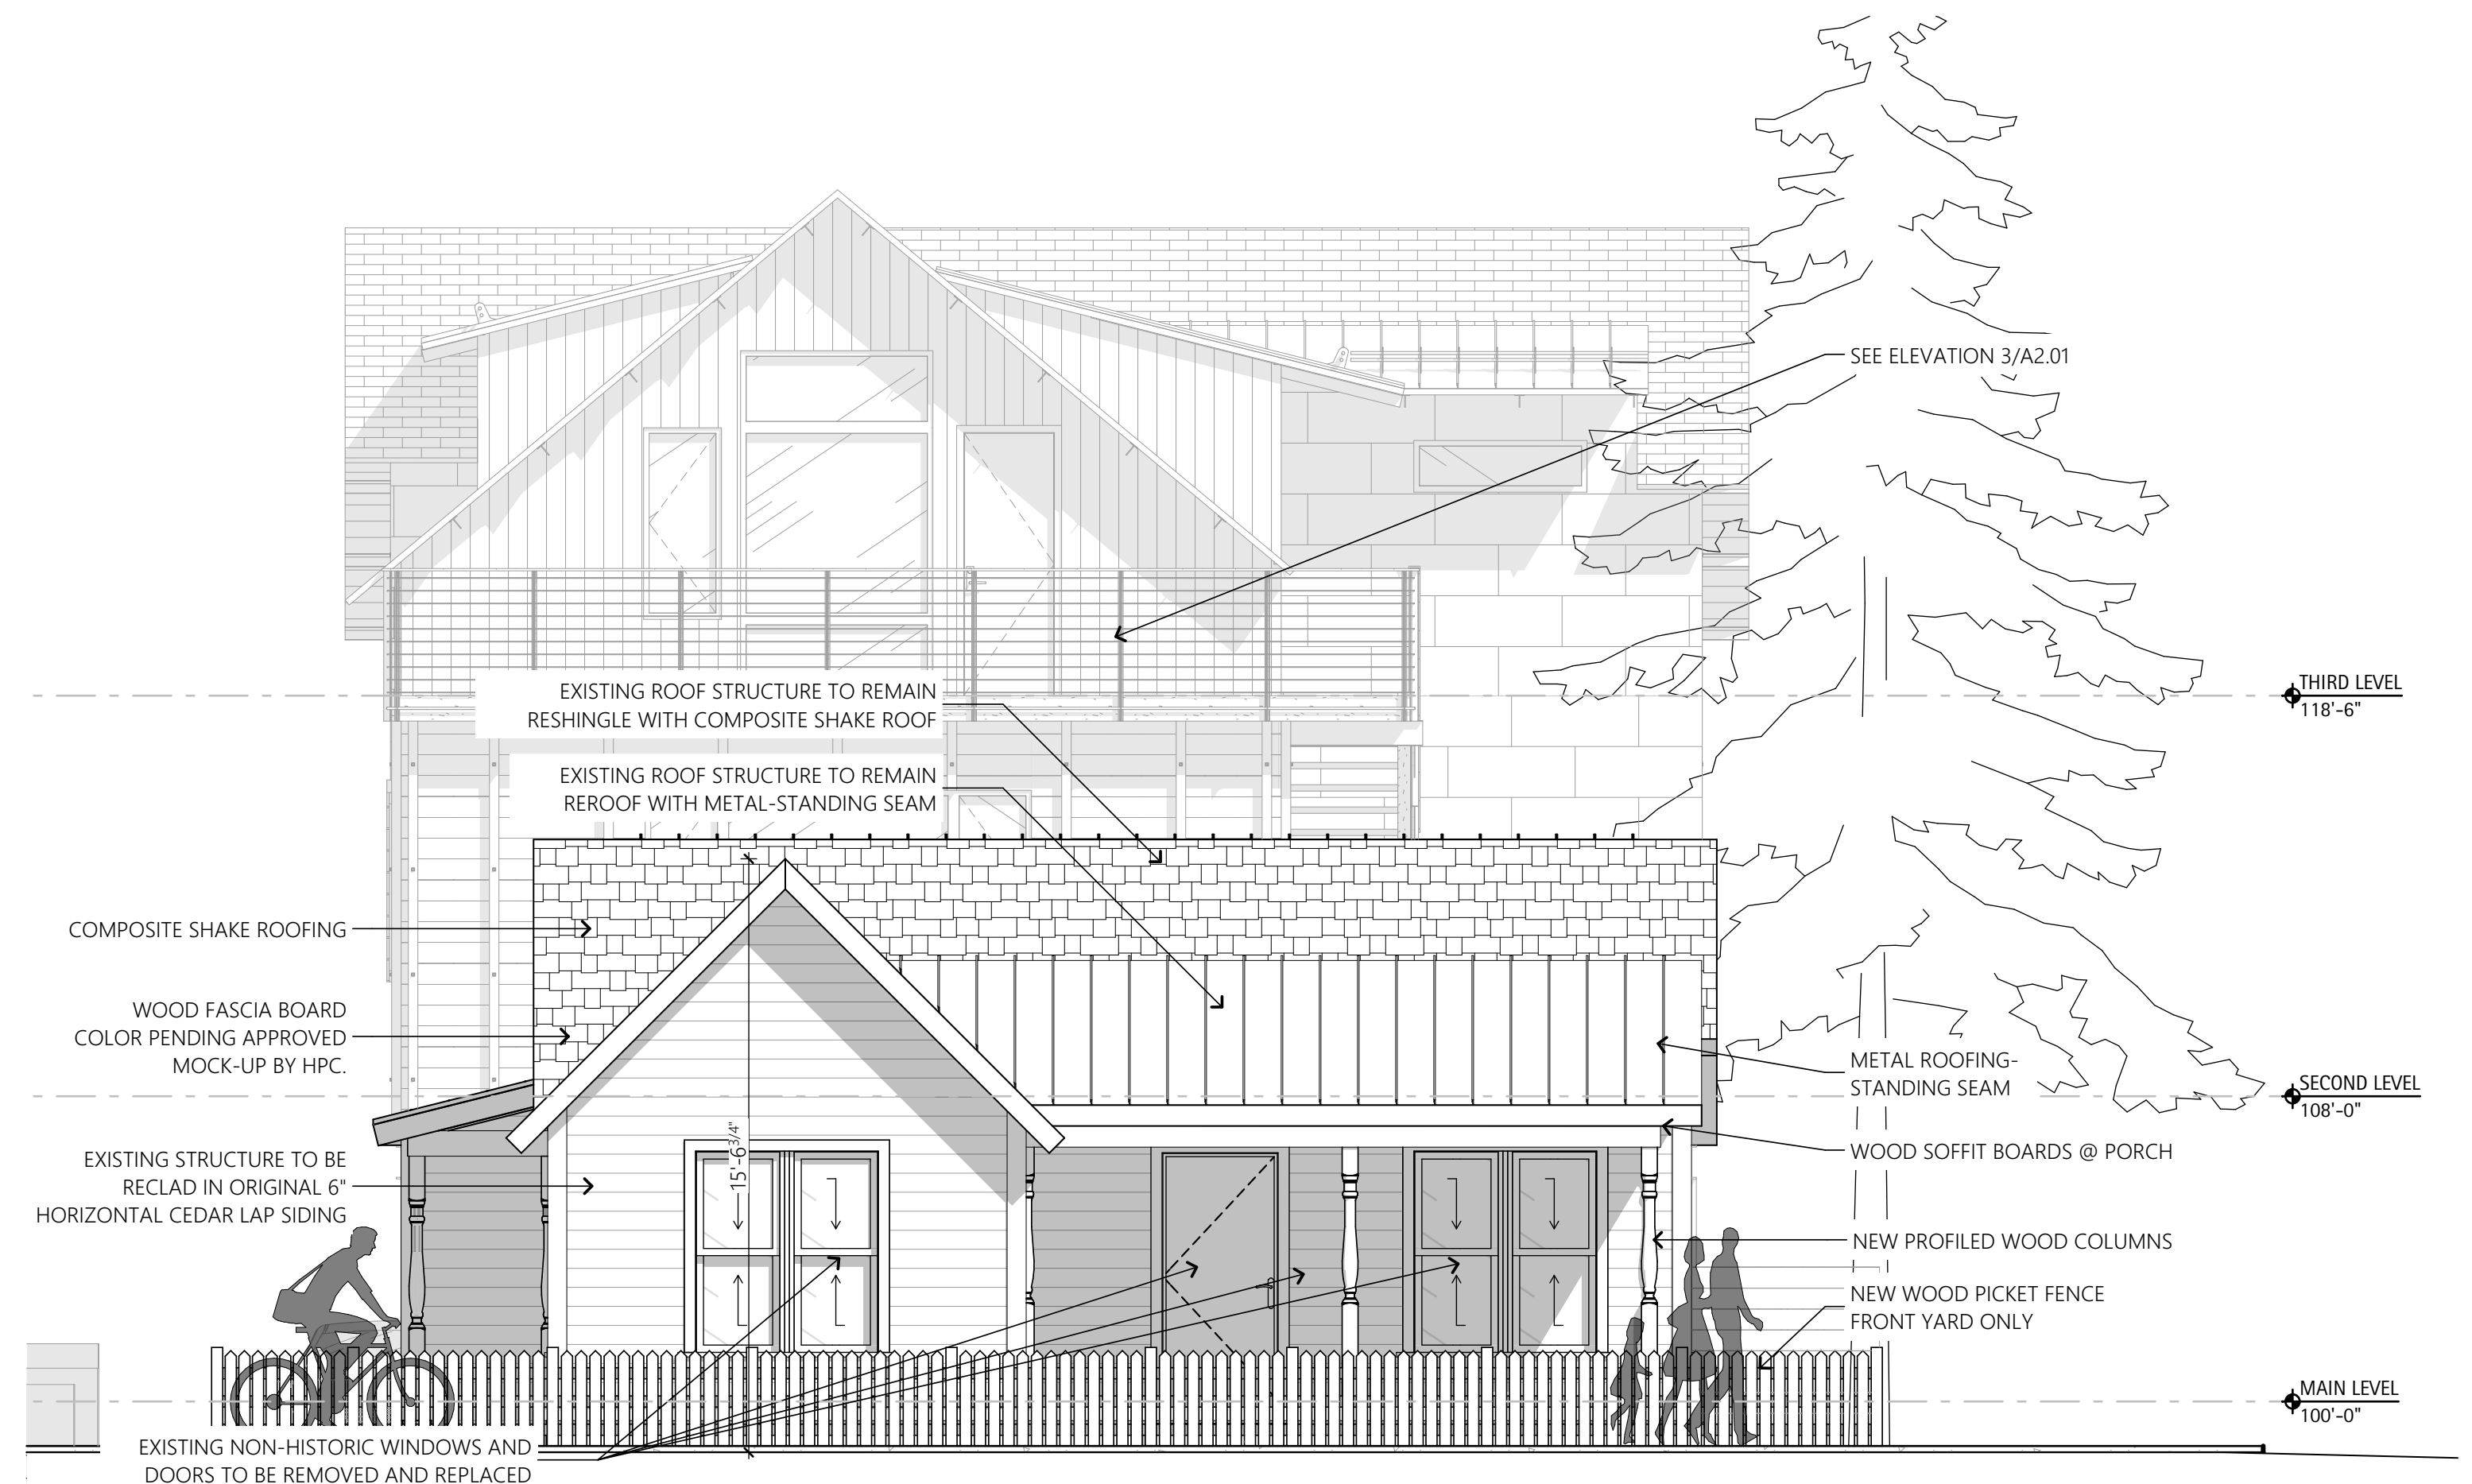 SEE ELEVATION 3/A2.01
EXISTING ROOF STRUCTURE TO REMAIN
RESHINGLE WITH COMPOSITE SHAKE ROOF
THIRD LEVEL
118'-6"
EXISTING ROOF STRUCTURE TO REMAIN
REROOF WITH METAL-STANDING SEAM
COMPOSITE SHAKE ROOFING
WOOD FASCIA BOARD
COLOR PENDING APPROVED
MOCK-UP BY HPC.
METAL ROOFING-
STANDING SEAM
SECOND LEVEL
108'-0"
WOOD SOFFIT BOARDS @ PORCH
EXISTING STRUCTURE TO BE
RECLAD IN ORIGINAL 6"
HORIZONTAL CEDAR LAP SIDING
15'-6 3/4"
NEW PROFILED WOOD COLUMNS
NEW WOOD PICKET FENCE
FRONT YARD ONLY
MAIN LEVEL
100'-0"
EXISTING NON-HISTORIC WINDOWS AND
DOORS TO BE REMOVED AND REPLACED